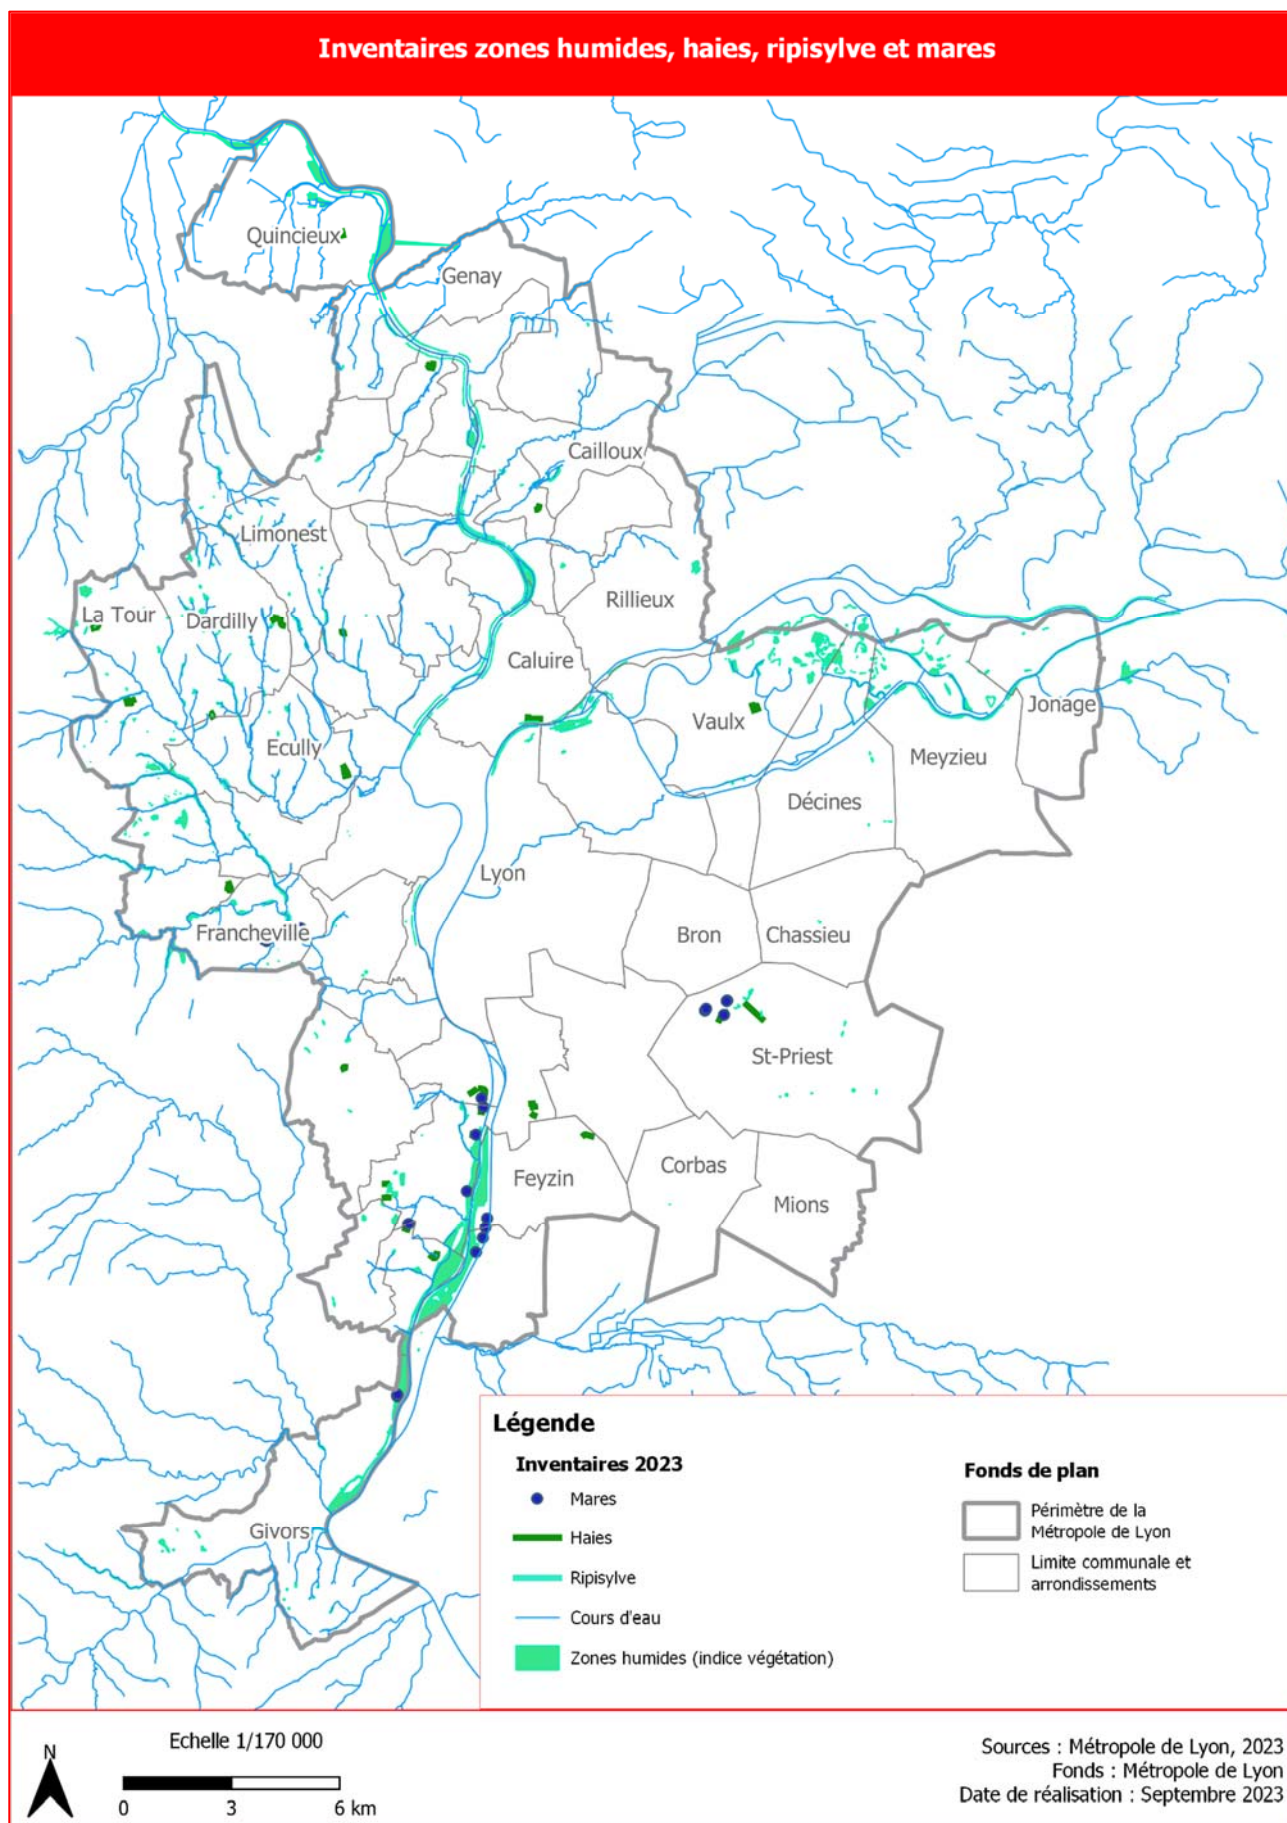 Inventaires zones humides, haies, ripisylve et mares
Quincieux
Genay
Cailloux
Limonest
Rillieux
La Tour
Dardilly
Caluire
Jonage
Vaulx
Ecully
Meyzieu
Décines
Lyon
Francheville
Bron
Chassieu
St-Priest
Corbas
Feyzin
Mions
Givors
Légende
Inventaires 2023
Mares
Haies
Ripisylve
Cours d'eau
Zones humides (indice végétation)
Fonds de plan
Périmètre de la
Métropole de Lyon
Limite communale et
arrondissements
N
Echelle 1/170 000
0 3 6 km
Sources : Métropole de Lyon, 2023
Fonds : Métropole de Lyon
Date de réalisation : Septembre 2023